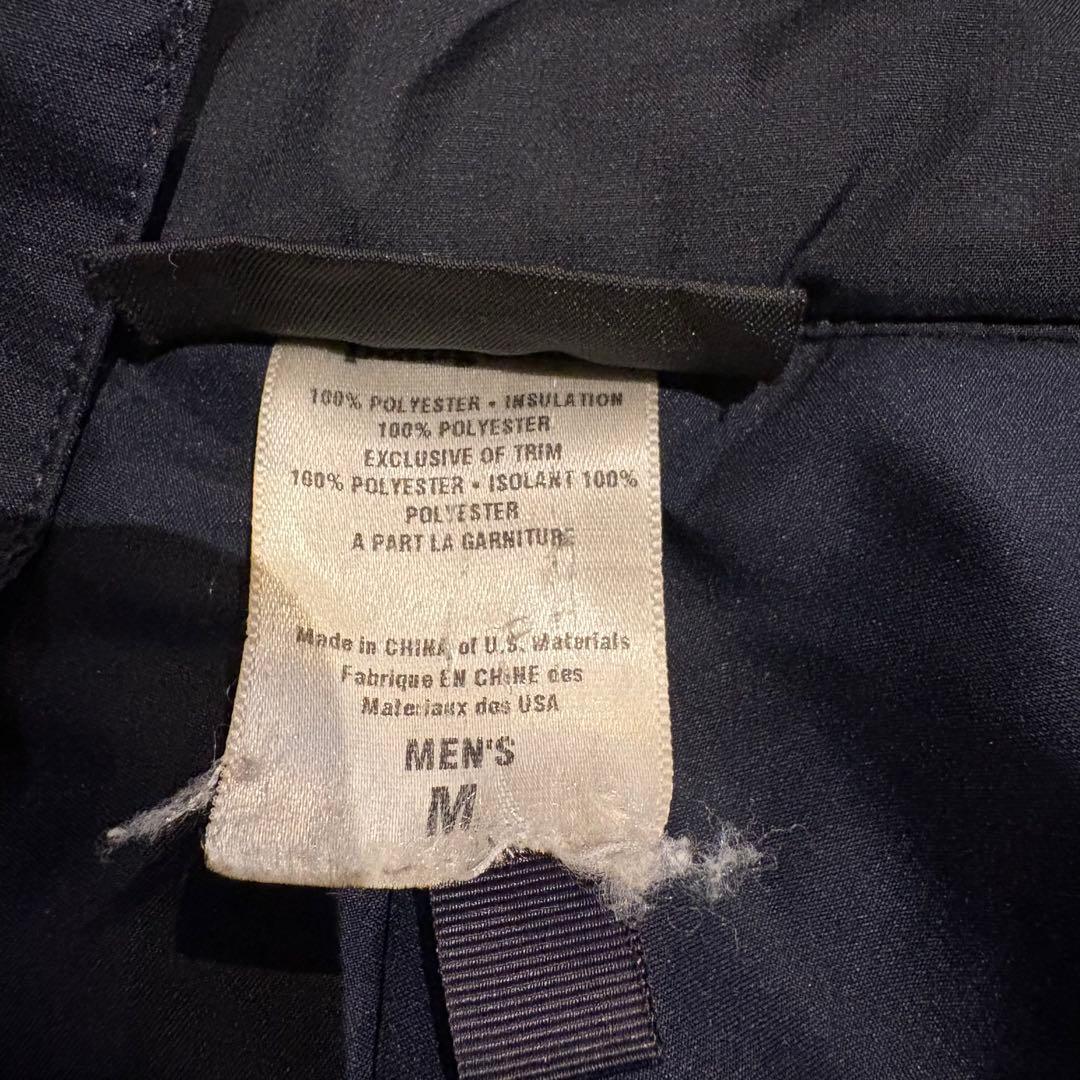 100% POLYESTER • INSULATION
100% POLYESTER
EXCLUSIVE OF TRIM
100% POLYESTER • ISOLANT 100%
POLYESTER
A PART LA GARNITURE
Made in CHINA of U.S. Materials
Fabrique EN CHINE des
Materiaux des USA
MEN'S
M